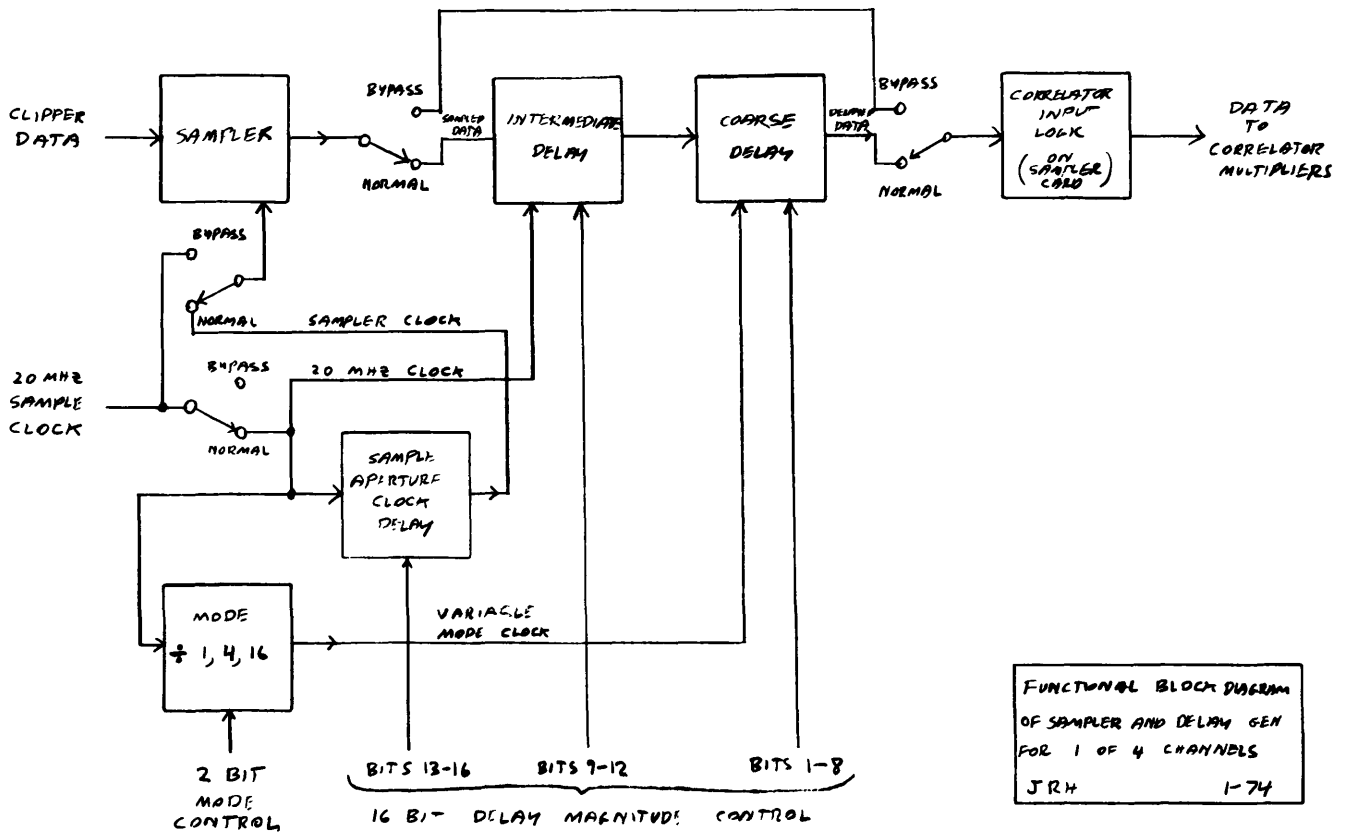 CLIPPER
DATA
SAMPLER
BYPASS
NORMAL
SAMPLED
DATA
INTERMEDIATE
DELAY
COARSE
DELAY
DELAYED
DATA
BYPASS
NORMAL
CORRELATOR
INPUT
LOCK
(ON
SAMPLER
CARD)
DATA
TO
CORRELATOR
MULTIPLIERS
BYPASS
NORMAL
SAMPLER CLOCK
BYPASS
20 MHZ CLOCK
20 MHZ
SAMPLE
CLOCK
NORMAL
SAMPLE
APERTURE
CLOCK
DELAY
MODE
÷ 1, 4, 16
VARIABLE
MODE CLOCK
2 BIT
MODE
CONTROL
BITS 13-16
BITS 9-12
BITS 1-8
16 BIT DELAY MAGNITUDE CONTROL
FUNCTIONAL BLOCK DIAGRAM
OF SAMPLER AND DELAY GEN
FOR 1 OF 4 CHANNELS
JRH 1-74